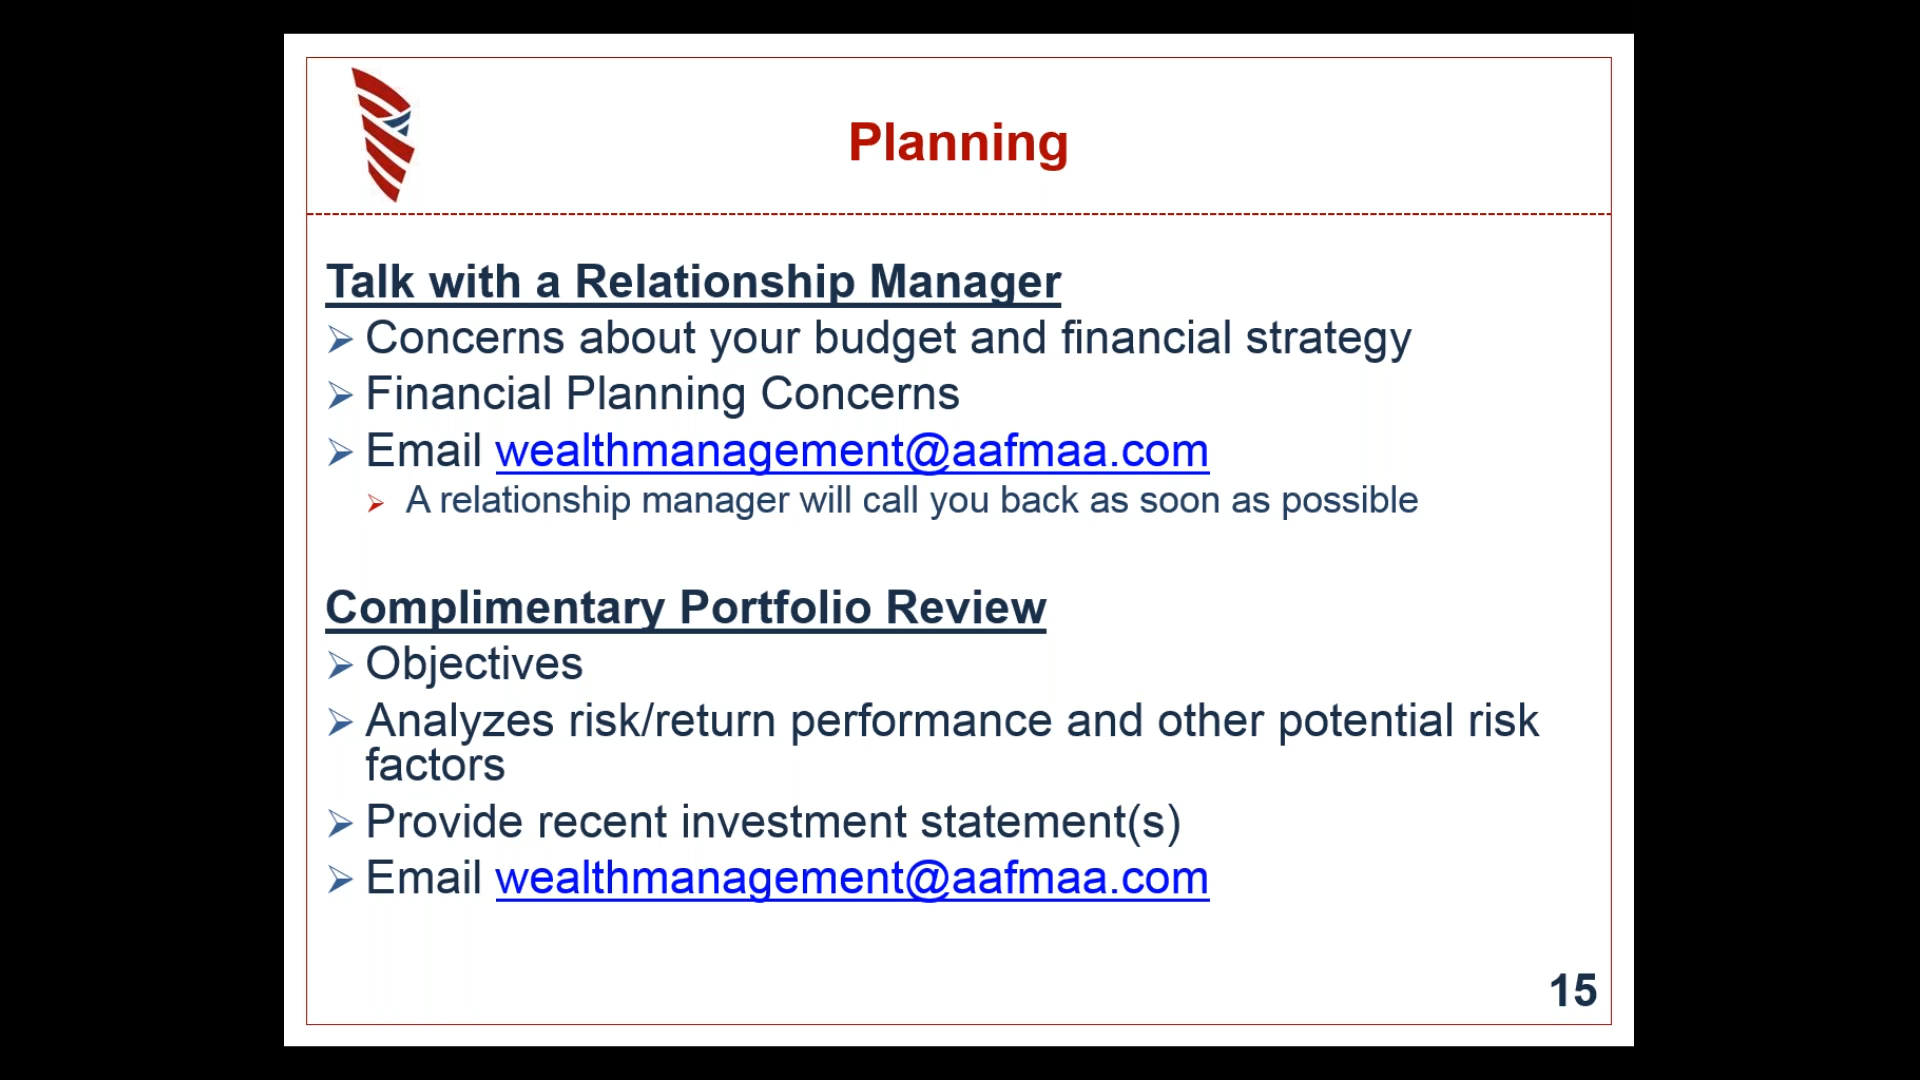 Planning
Talk with a Relationship Manager
➢ Concerns about your budget and financial strategy
➢ Financial Planning Concerns
➢ Email wealthmanagement@aafmaa.com
➢ A relationship manager will call you back as soon as possible
Complimentary Portfolio Review
➢ Objectives
➢ Analyzes risk/return performance and other potential risk
factors
➢ Provide recent investment statement(s)
➢ Email wealthmanagement@aafmaa.com
15